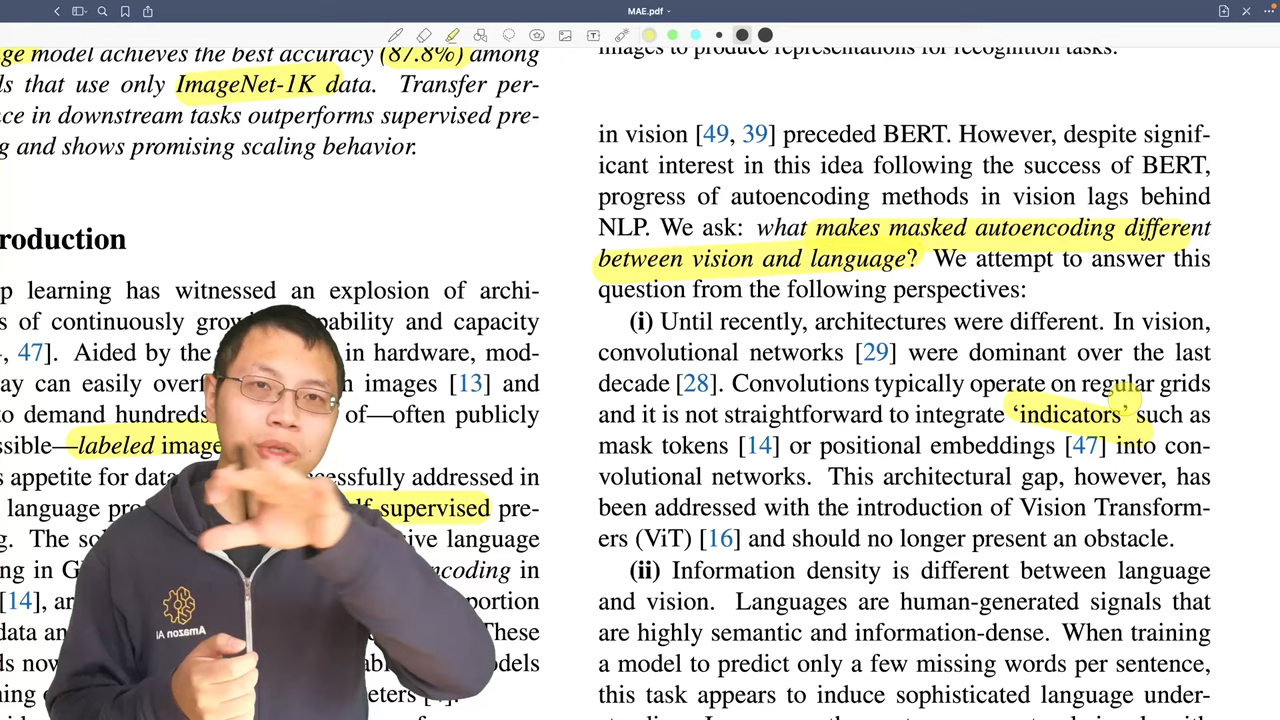 MAE.pdf
ge model achieves the best accuracy (87.8%) among
ls that use only ImageNet-1K data. Transfer per-
ce in downstream tasks outperforms supervised pre-
g and shows promising scaling behavior.
roduction
p learning has witnessed an explosion of archi-
s of continuously grow pability and capacity
, 47]. Aided by the in hardware, mod-
ay can easily overf images [13] and
to demand hundreds of—often publicly
ssible—labeled image
s appetite for data cessfully addressed in
language pro lf-supervised pre-
g. The so sive language
ing in G ncoding in
[14], ar portion
data an These
ds now abl odels
ning eters [
images to produce representations for recognition tasks.
in vision [49, 39] preceded BERT. However, despite signif-
icant interest in this idea following the success of BERT,
progress of autoencoding methods in vision lags behind
NLP. We ask: what makes masked autoencoding different
between vision and language? We attempt to answer this
question from the following perspectives:
(i) Until recently, architectures were different. In vision,
convolutional networks [29] were dominant over the last
decade [28]. Convolutions typically operate on regular grids
and it is not straightforward to integrate ‘indicators’ such as
mask tokens [14] or positional embeddings [47] into con-
volutional networks. This architectural gap, however, has
been addressed with the introduction of Vision Transform-
ers (ViT) [16] and should no longer present an obstacle.
(ii) Information density is different between language
and vision. Languages are human-generated signals that
are highly semantic and information-dense. When training
a model to predict only a few missing words per sentence,
this task appears to induce sophisticated language under-
Amazon AI